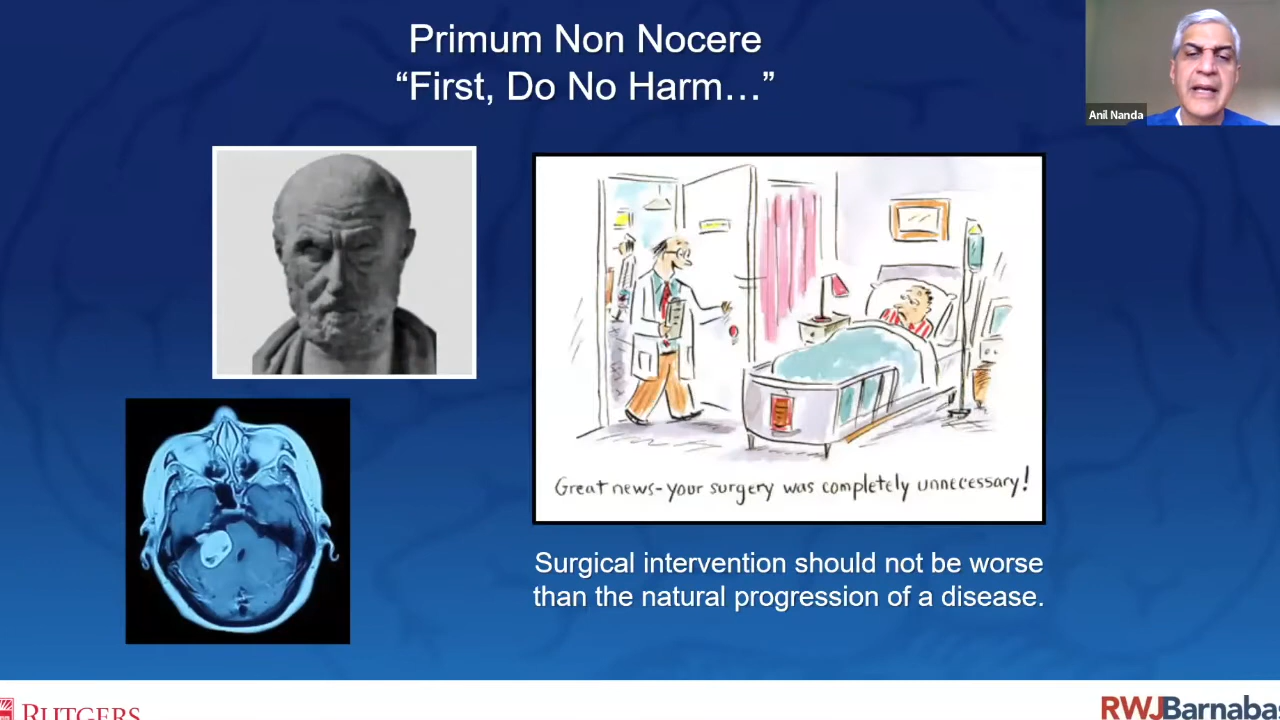 Primum Non Nocere
“First, Do No Harm…”
Anil Nanda
Great news-your surgery was completely unnecessary!
Surgical intervention should not be worse
than the natural progression of a disease.
RUTGERS
RWJBarnaba